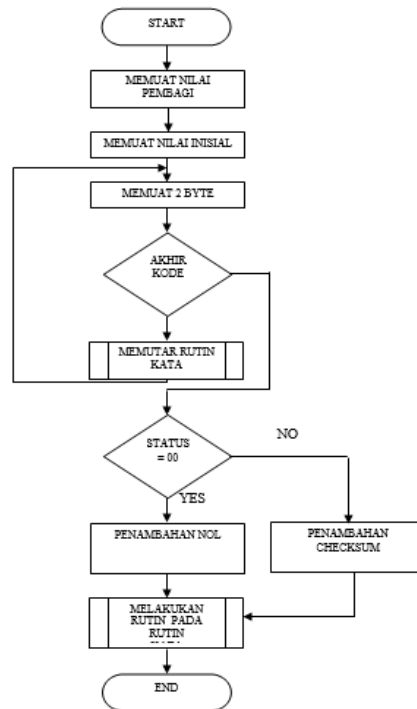 START
MEMUAT NILAI
PEMBAGI
MEMUAT NILAI INISIAL
MEMUAT 2 BYTE
AKHIR
KODE
MEMUTAR RUTIN
KATA
STATUS
= 00
NO
YES
PENAMBAHAN NOL
PENAMBAHAN
CHECKSUM
MELAKUKAN
RUTIN PADA
RUTIN
END